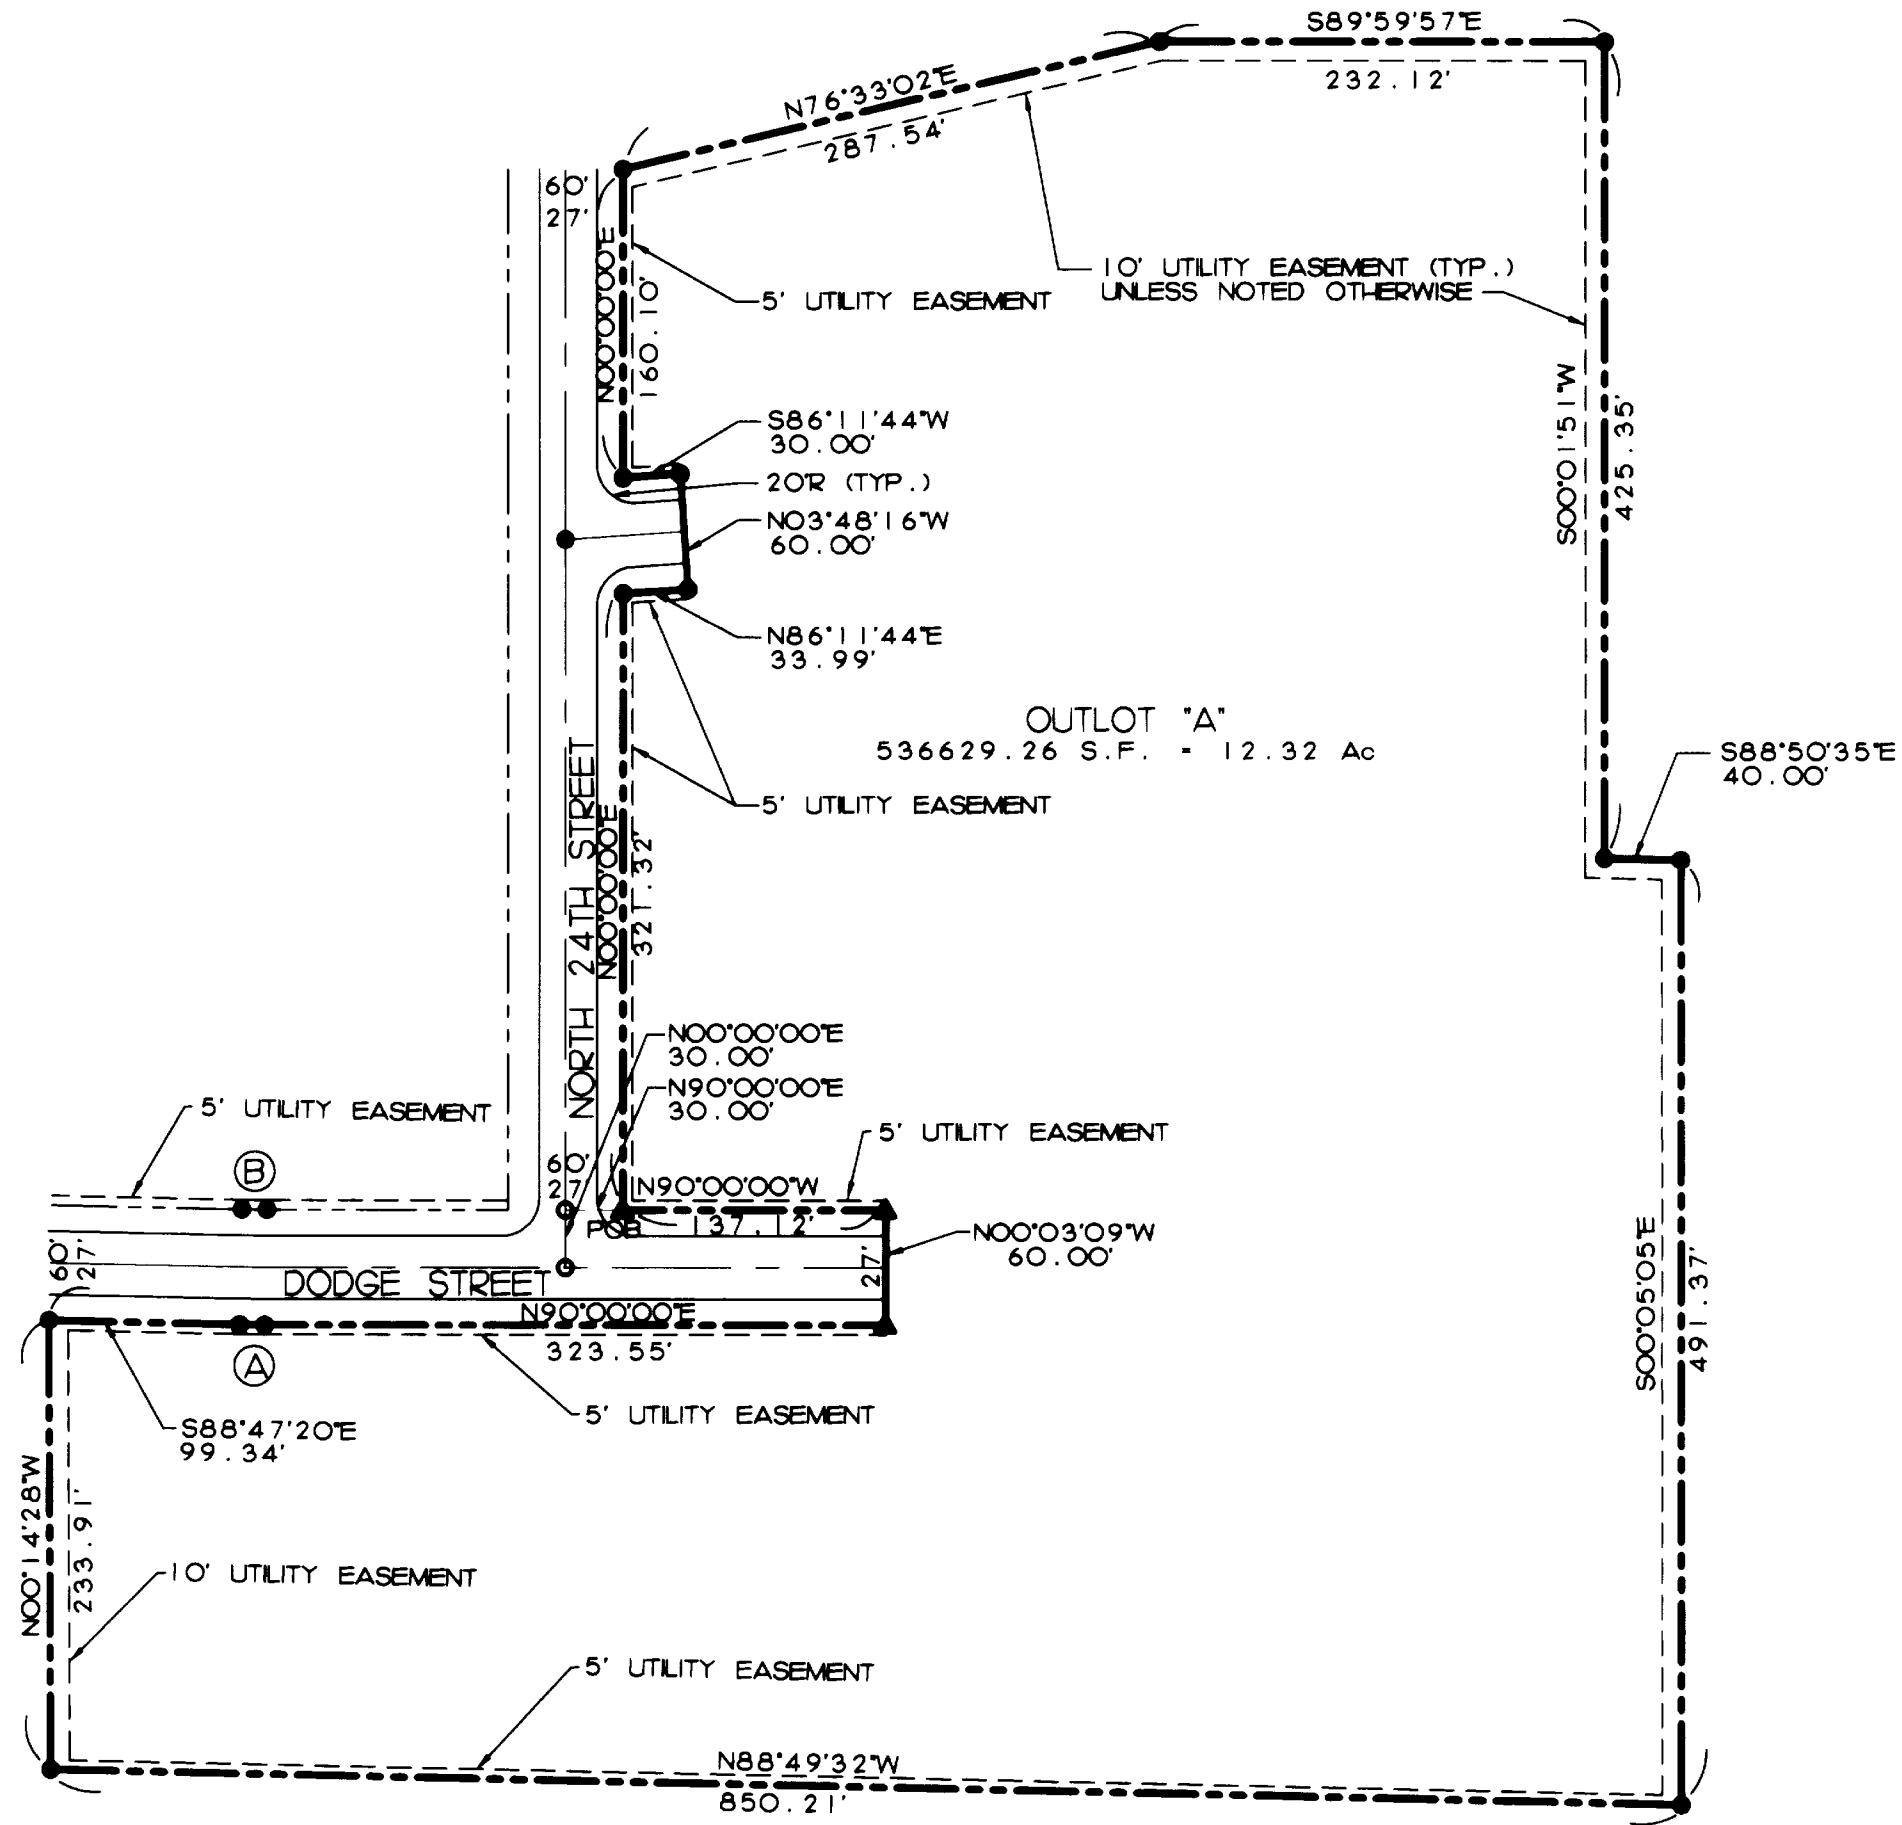 S89°59'57"E
232.12'
N76°33'02"E
287.54'
60'
27'
N00°00'00"E
160.10'
5' UTILITY EASEMENT
10' UTILITY EASEMENT (TYP.)
UNLESS NOTED OTHERWISE
S00°01'51"W
425.35'
S86°11'44"W
30.00'
20'R (TYP.)
N03°48'16"W
60.00'
N86°11'44"E
33.99'
OUTLOT "A"
536629.26 S.F. = 12.32 Ac
S88°50'35"E
40.00'
5' UTILITY EASEMENT
NORTH 24TH STREET
N00°00'00"E
321.32'
N00°00'00"E
30.00'
N90°00'00"E
30.00'
5' UTILITY EASEMENT
5' UTILITY EASEMENT
B
60'
27'
N90°00'00"W
137.12'
POB
N00°03'09"W
60.00'
27'
60'
27'
DODGE STREET
N90°00'00"E
323.55'
A
5' UTILITY EASEMENT
S88°47'20"E
99.34'
S00°05'05"E
491.37'
N00°14'28"W
233.91'
10' UTILITY EASEMENT
5' UTILITY EASEMENT
N88°49'32"W
850.21'